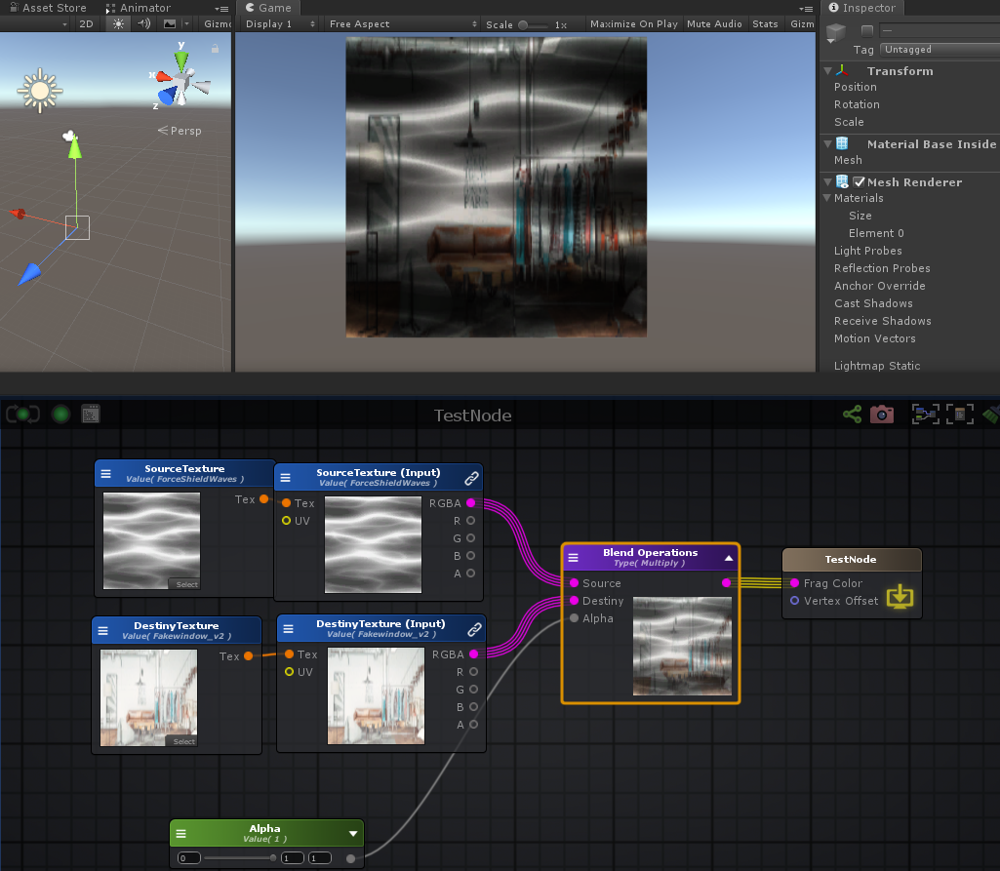 Asset Store
Animator
Game
Inspector
2D
Gizmo
Display 1
Free Aspect
Scale
1x
Maximize On Play
Mute Audio
Stats
Gizm
Tag
Untagged
y
x
z
Persp
Transform
Position
Rotation
Scale
Material Base Inside
Mesh
Mesh Renderer
Materials
Size
Element 0
Light Probes
Reflection Probes
Anchor Override
Cast Shadows
Receive Shadows
Motion Vectors
Lightmap Static
TestNode
SourceTexture
Value( ForceShieldWaves )
Tex
Select
SourceTexture (Input)
Value( ForceShieldWaves )
Tex
RGBA
UV
R
G
B
A
DestinyTexture
Value( Fakewindow_v2 )
Tex
Select
DestinyTexture (Input)
Value( Fakewindow_v2 )
Tex
RGBA
UV
R
G
B
A
Blend Operations
Type( Multiply )
Source
Destiny
Alpha
TestNode
Frag Color
Vertex Offset
Alpha
Value( 1 )
0
1
1